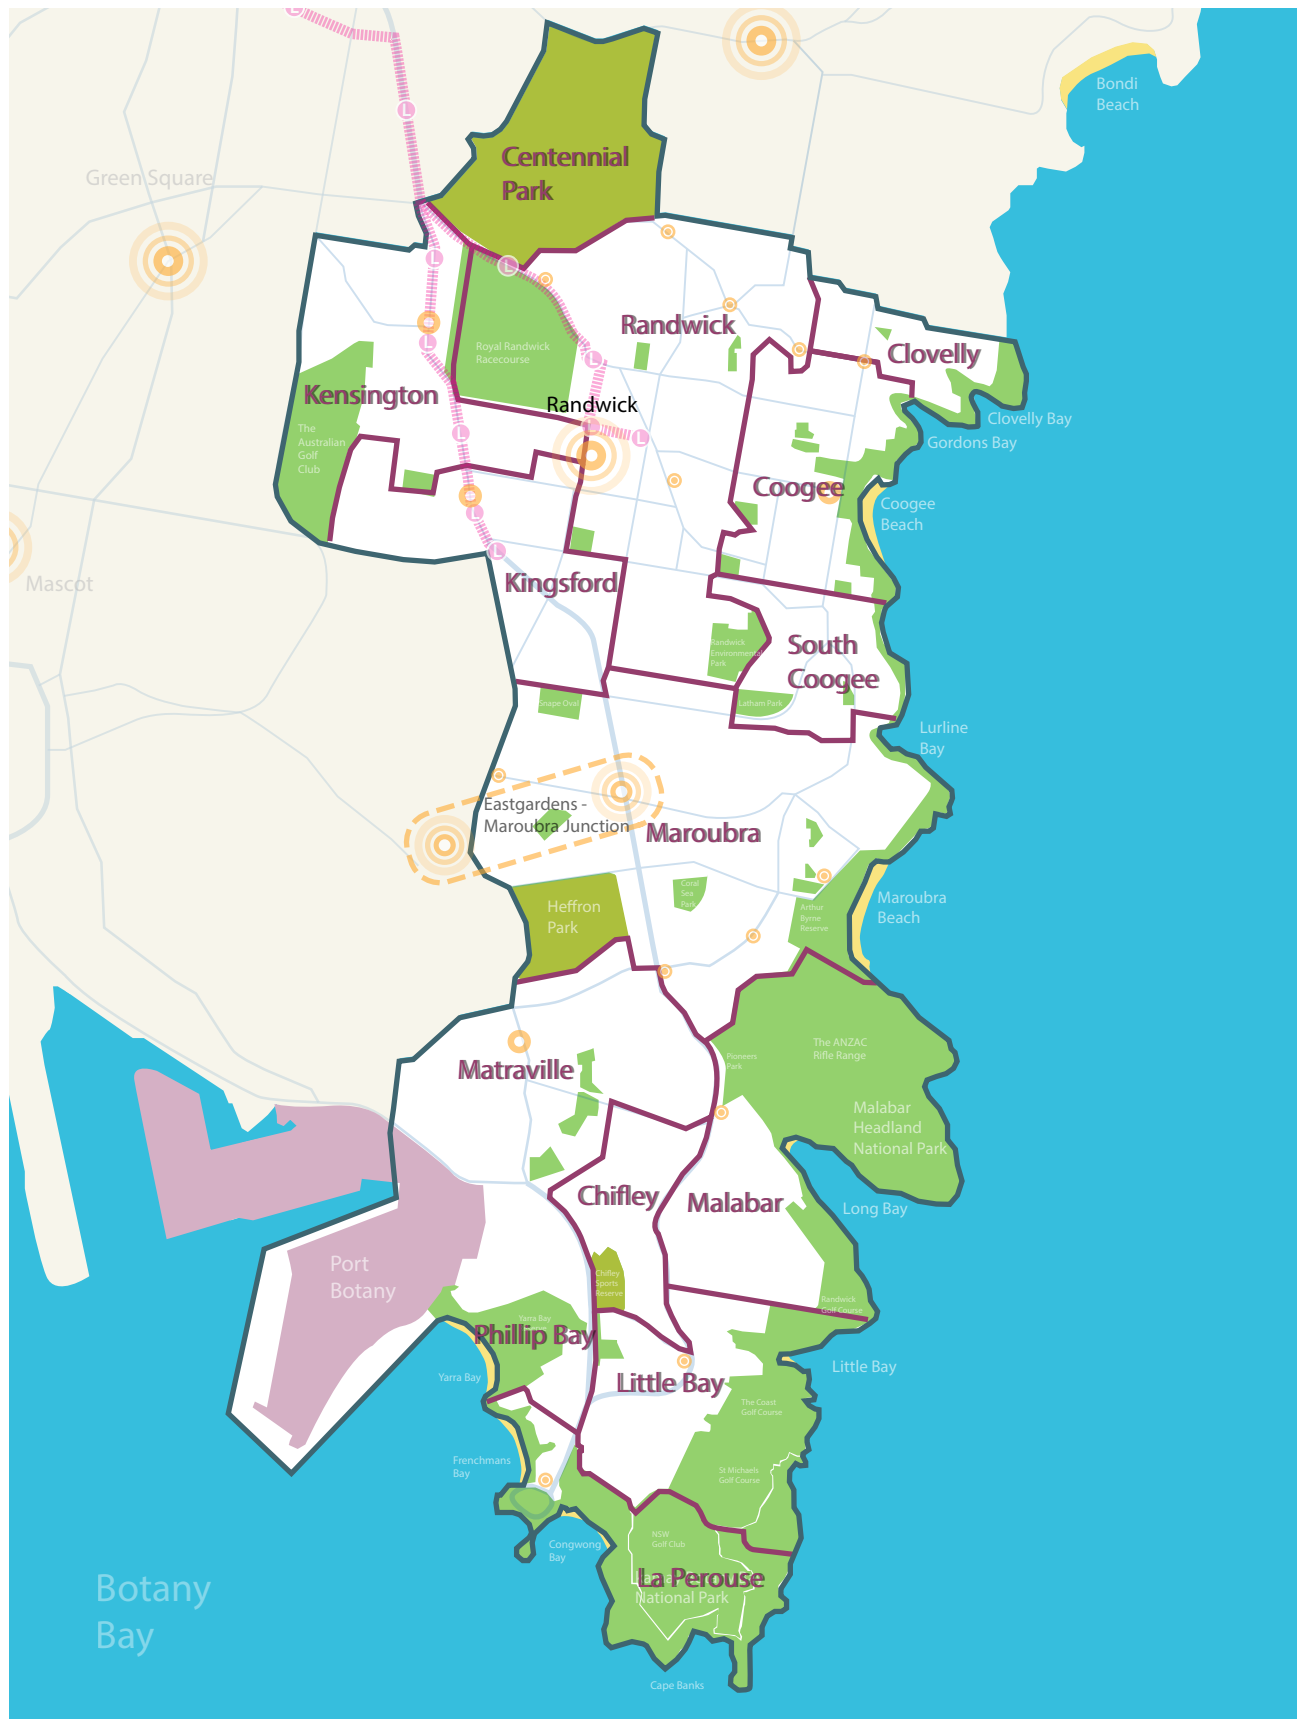 L
Bondi
Beach
L
Centennial
Park
Green Square
L
L
Randwick
L
Royal Randwick
Racecourse
L
Clovelly
Kensington
Randwick
Clovelly Bay
The
Australian
Golf
Club
L
L
L
Gordons Bay
Coogee
Coogee
Beach
L
L
Mascot
Kingsford
Randwick
Environmental
Park
South
Coogee
Snape Oval
Latham Park
Lurline
Bay
Eastgardens -
Maroubra Junction
Maroubra
Coral
Sea
Park
Heffron
Park
Arthur
Byrne
Reserve
Maroubra
Beach
The ANZAC
Rifle Range
Pioneers
Park
Matraville
Malabar
Headland
National Park
Chifley
Malabar
Long Bay
Port
Botany
Chifley
Sports
Reserve
Randwick
Golf Course
Yarra Bay
Phillip Bay
Little Bay
Little Bay
Yarra Bay
The Coast
Golf Course
Frenchmans
Bay
St Michaels
Golf Course
NSW
Golf Club
Congwong
Bay
La Perouse
National Park
Botany
Bay
Cape Banks